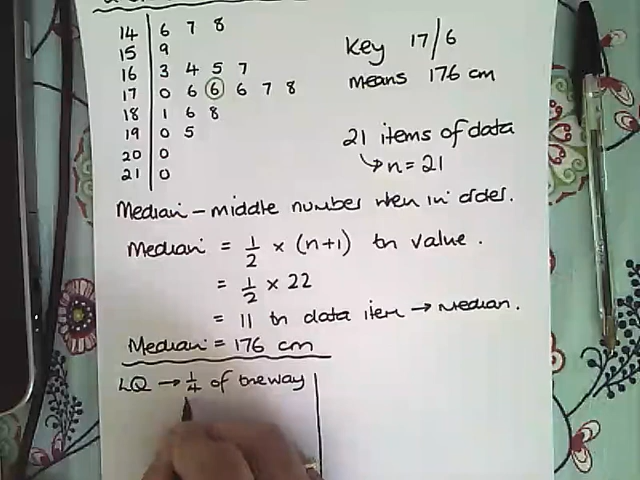 14 | 6 7 8
15 | 9
16 | 3 4 5 7
17 | 0 6 6 6 7 8
18 | 1 6 8
19 | 0 5
20 | 0
21 | 0
Key 17/6
means 176 cm
21 items of data
↳ n = 21
Median - middle number when in order.
Median = 1/2 × (n+1) th value.
= 1/2 × 22
= 11 th data item → Median.
Median = 176 cm
LQ → 1/4 of the way